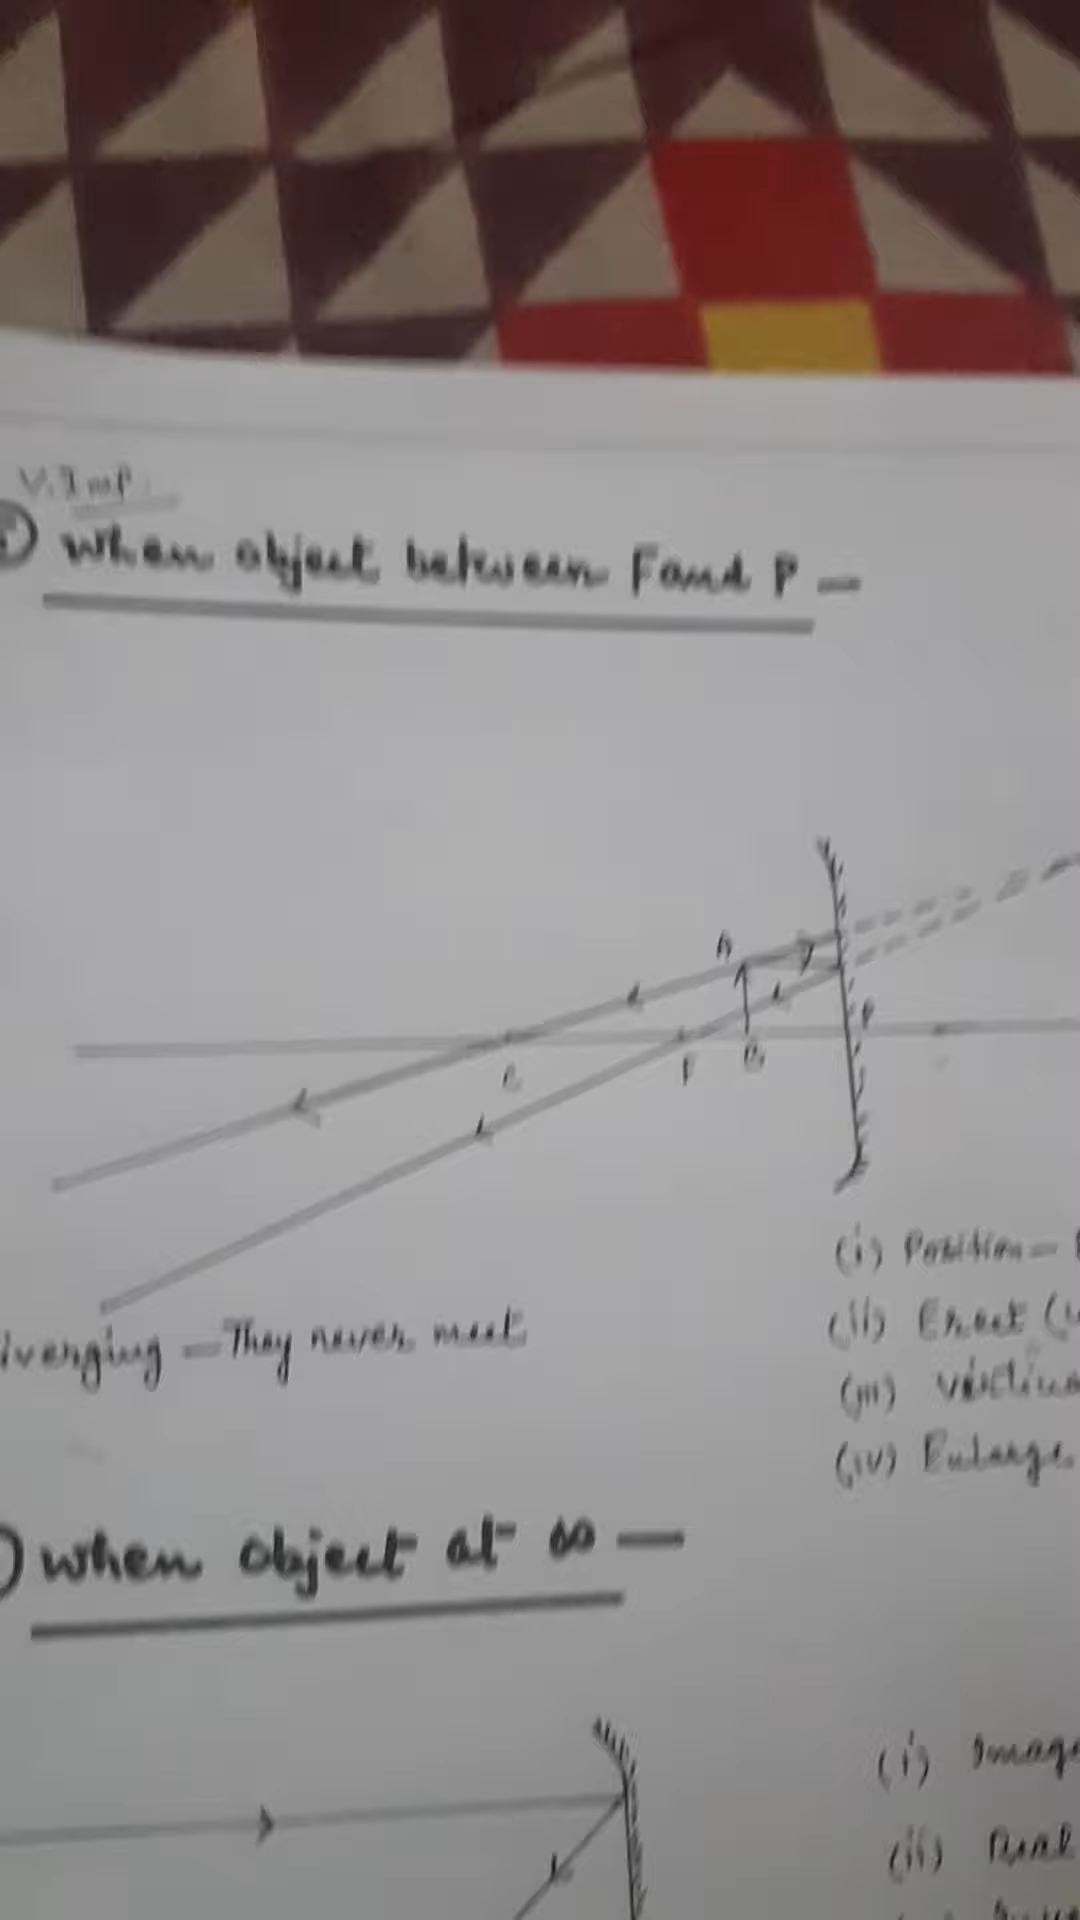 V. Imp.
When object between F and P —
A
P
C
F
B
iverging — They never meet
(i) Position —
(ii) Erect (
(iii)
(iv) Enlarge
When object at ∞ —
(i) Imag
(ii) Real